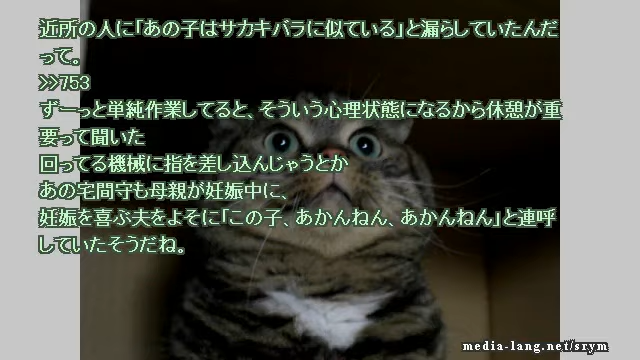 近所の人に「あの子はサカキバラに似ている」と漏らしていたんだ
って。
>>753
ずーっと単純作業してると、そういう心理状態になるから休憩が重
要って聞いた
回ってる機械に指を差し込んじゃうとか
あの宅間守も母親が妊娠中に、
妊娠を喜ぶ夫をよそに「この子、あかんねん、あかんねん」と連呼
していたそうだね。
media-lang.net/srym